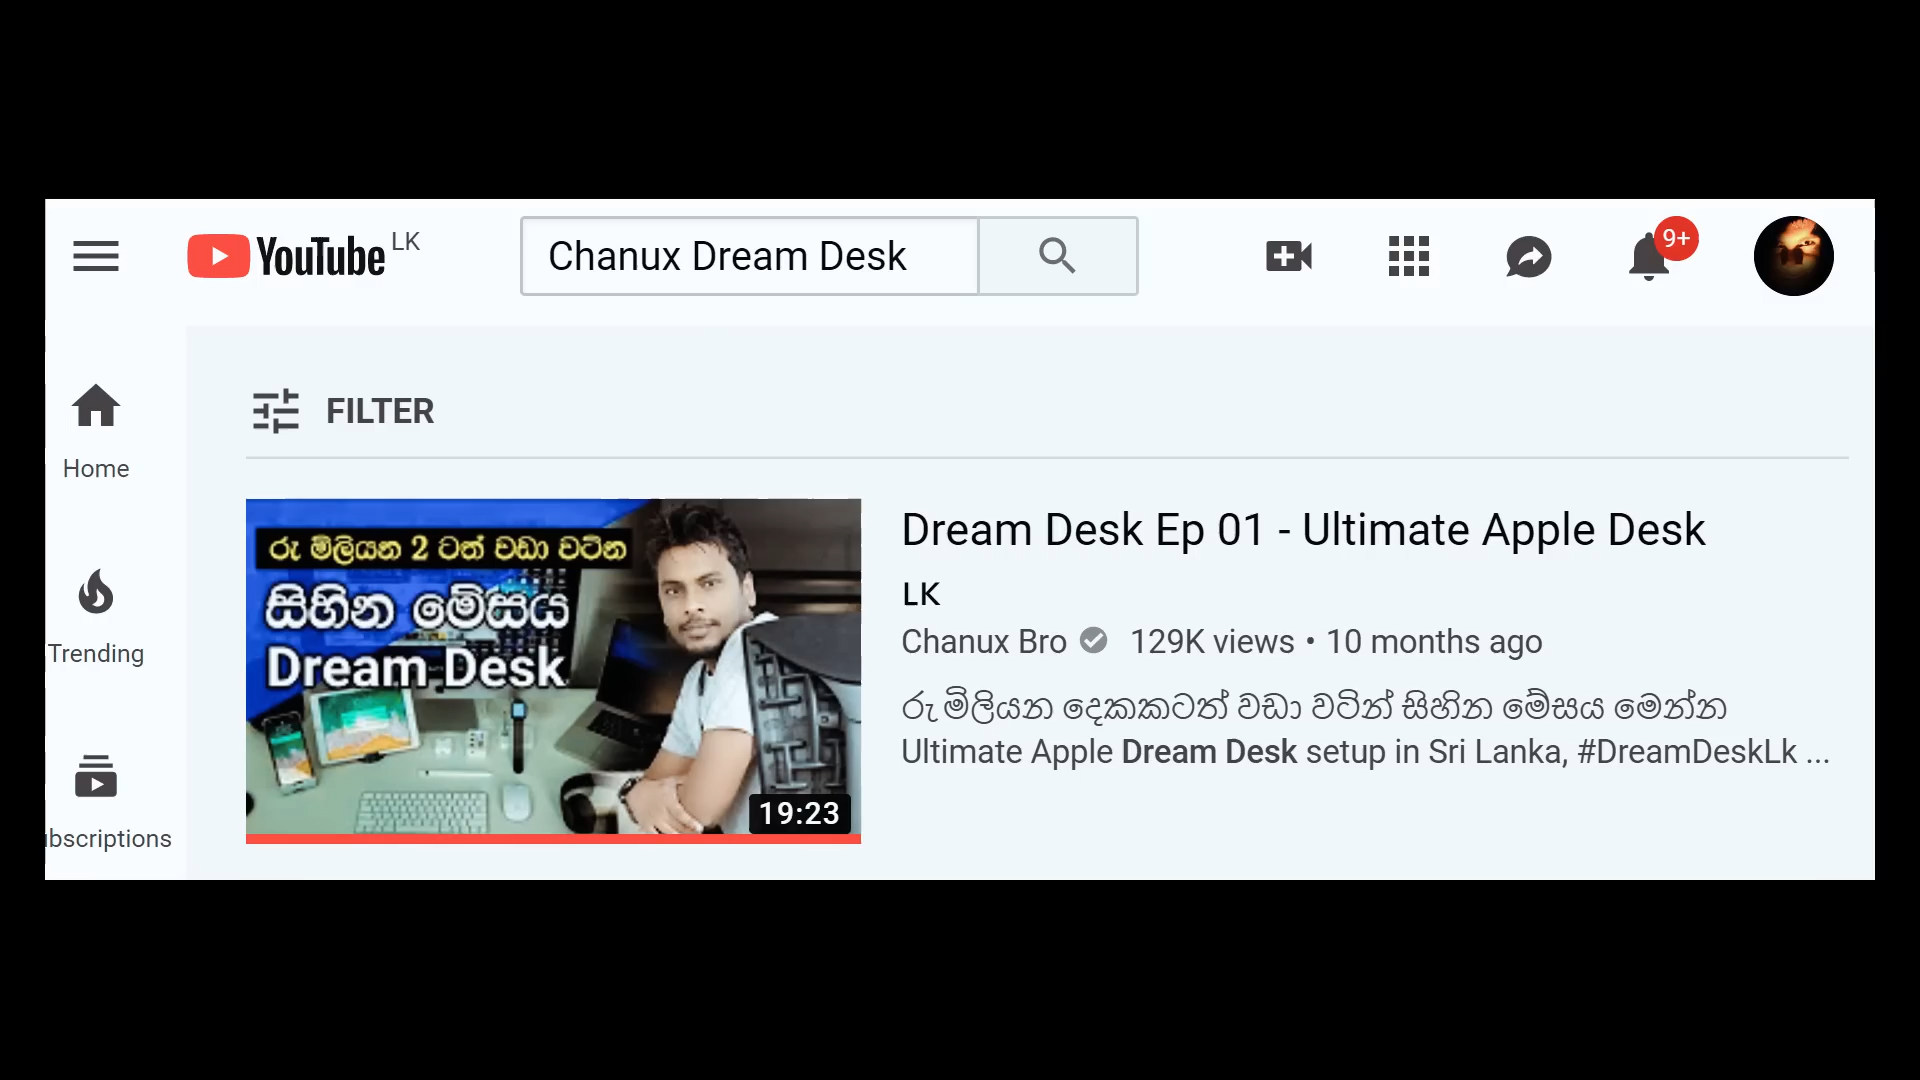 YouTube LK
Chanux Dream Desk
9+
Home
Trending
ubscriptions
FILTER
රු මිලියන 2 ටත් වඩා වටින
සිහින මේසය
Dream Desk
19:23
Dream Desk Ep 01 - Ultimate Apple Desk
LK
Chanux Bro 129K views • 10 months ago
රු මිලියන දෙකකටත් වඩා වටින් සිහින මේසය මෙන්න
Ultimate Apple Dream Desk setup in Sri Lanka, #DreamDeskLk ...